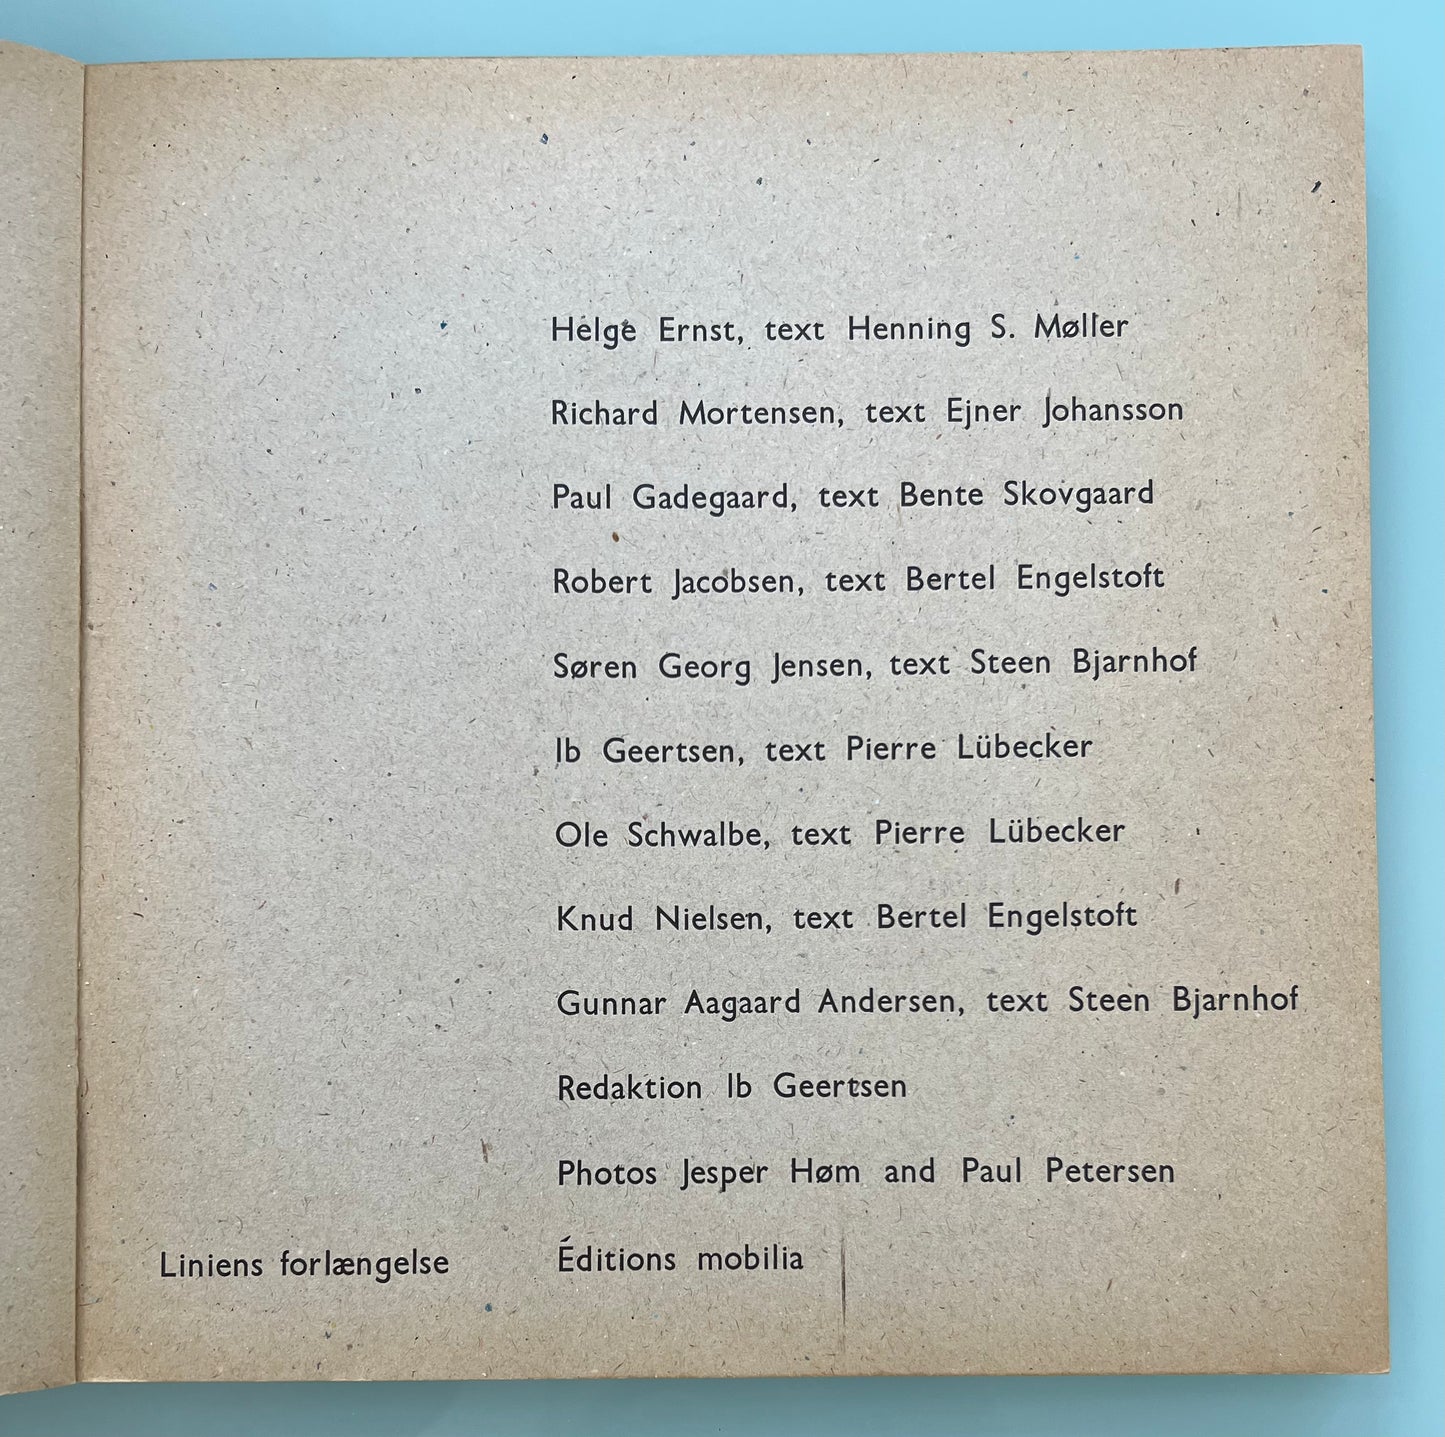 Helge Ernst, text Henning S. Møller
Richard Mortensen, text Ejner Johansson
Paul Gadegaard, text Bente Skovgaard
Robert Jacobsen, text Bertel Engelstoft
Søren Georg Jensen, text Steen Bjarnhof
Ib Geertsen, text Pierre Lübecker
Ole Schwalbe, text Pierre Lübecker
Knud Nielsen, text Bertel Engelstoft
Gunnar Aagaard Andersen, text Steen Bjarnhof
Redaktion Ib Geertsen
Photos Jesper Høm and Paul Petersen
Liniens forlængelse Éditions mobilia